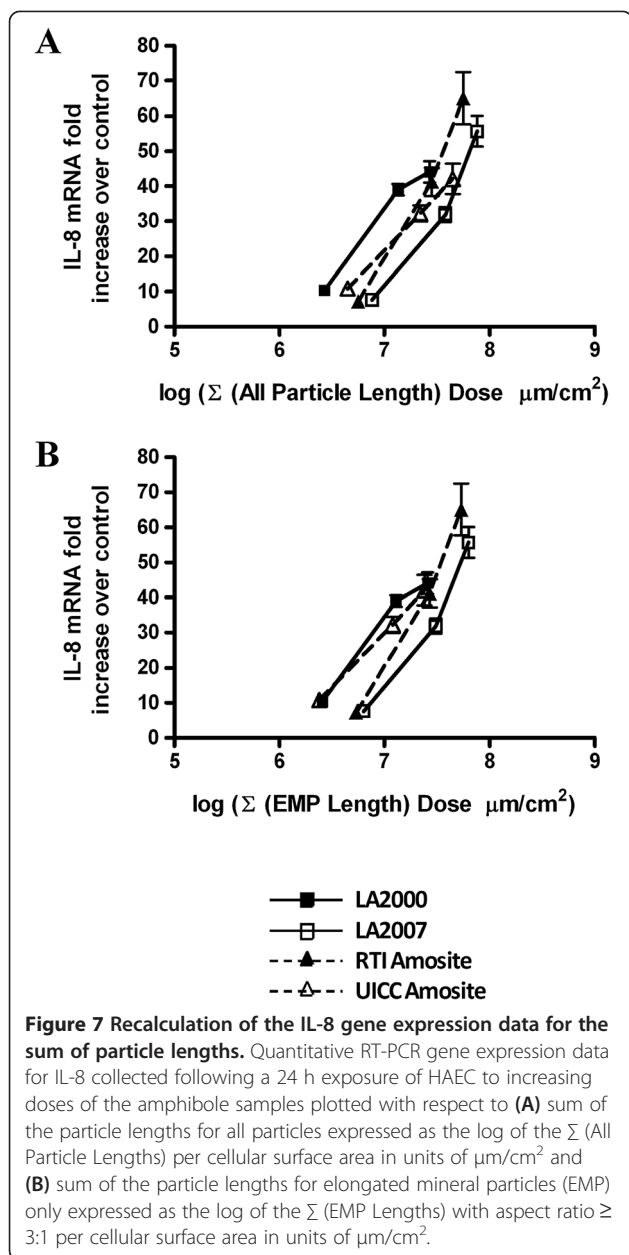 A
80
70
60
50
40
30
20
10
0
IL-8 mRNA fold
increase over control
5 6 7 8 9
log (Σ (All Particle Length) Dose μm/cm²)
B
80
70
60
50
40
30
20
10
0
IL-8 mRNA fold
increase over control
5 6 7 8 9
log (Σ (EMP Length) Dose μm/cm²)
LA2000
LA2007
RTI Amosite
UICC Amosite
Figure 7 Recalculation of the IL-8 gene expression data for the
sum of particle lengths. Quantitative RT-PCR gene expression data
for IL-8 collected following a 24 h exposure of HAEC to increasing
doses of the amphibole samples plotted with respect to (A) sum of
the particle lengths for all particles expressed as the log of the ∑ (All
Particle Lengths) per cellular surface area in units of μm/cm² and
(B) sum of the particle lengths for elongated mineral particles (EMP)
only expressed as the log of the ∑ (EMP Lengths) with aspect ratio ≥
3:1 per cellular surface area in units of μm/cm².